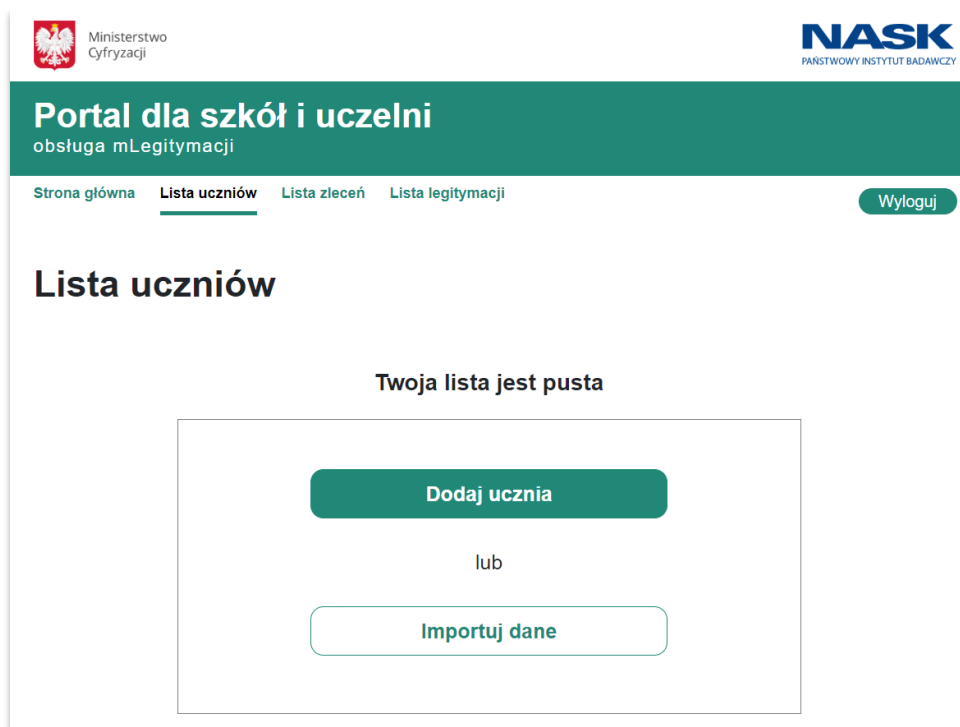 Ministerstwo
Cyfryzacji
NASK
PAŃSTWOWY INSTYTUT BADAWCZY
Portal dla szkół i uczelni
obsługa mLegitymacji
Strona główna Lista uczniów Lista zleceń Lista legitymacji
Wyloguj
Lista uczniów
Twoja lista jest pusta
Dodaj ucznia
lub
Importuj dane